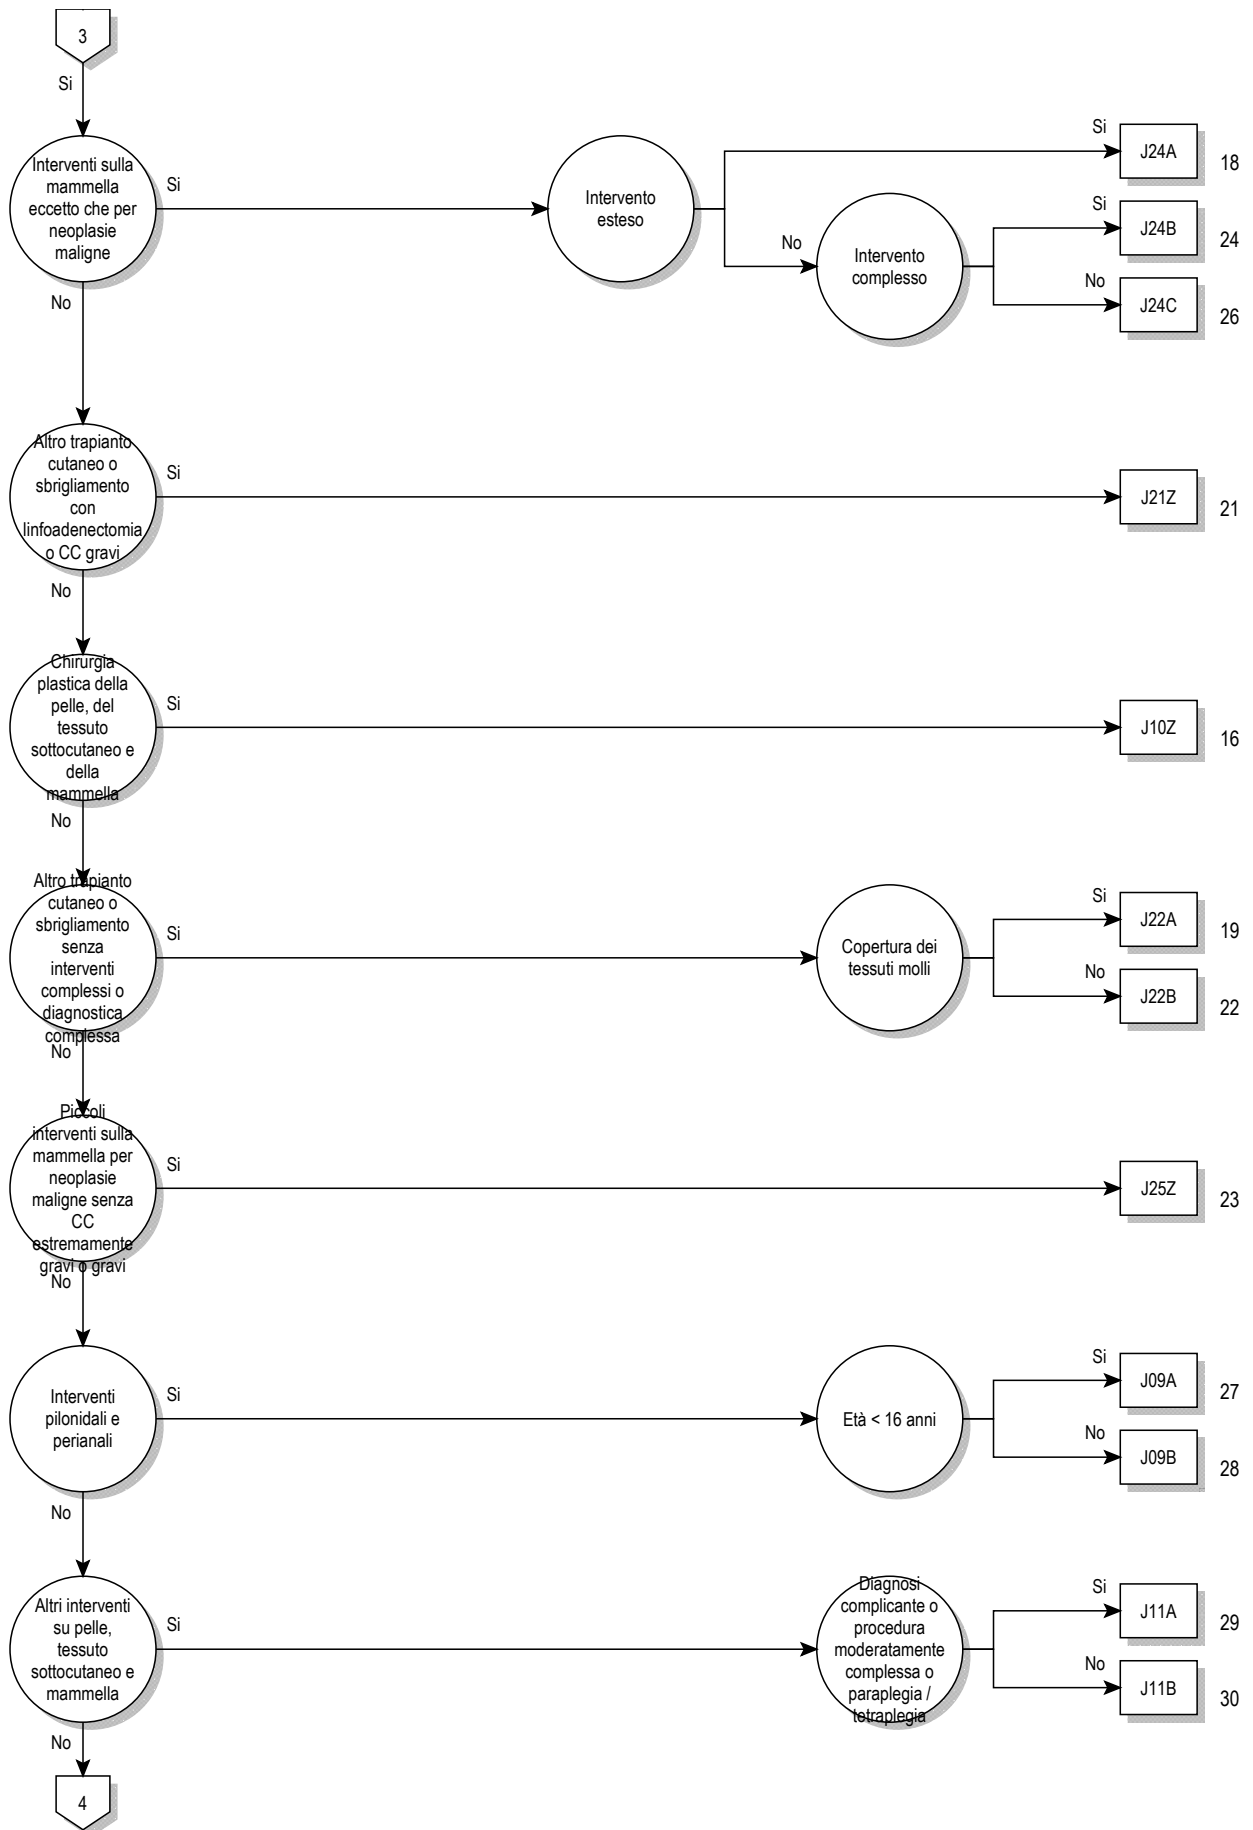 3
Si
Interventi sulla
mammella
eccetto che per
neoplasie
maligne
Si
Intervento
esteso
Si
J24A
18
No
Intervento
complesso
Si
J24B
24
No
J24C
26
No
Altro trapianto
cutaneo o
sbrigliamento
con
linfoadenectomia
o CC gravi
Si
J21Z
21
No
Chirurgia
plastica della
pelle, del
tessuto
sottocutaneo e
della
mammella
Si
J10Z
16
No
Altro trapianto
cutaneo o
sbrigliamento
senza
interventi
complessi o
diagnostica
complessa
Si
Copertura dei
tessuti molli
Si
J22A
19
No
J22B
22
No
Piccoli
interventi sulla
mammella per
neoplasie
maligne senza
CC
estremamente
gravi o gravi
Si
J25Z
23
No
Interventi
pilonidali e
perianali
Si
Età < 16 anni
Si
J09A
27
No
J09B
28
No
Altri interventi
su pelle,
tessuto
sottocutaneo e
mammella
Si
Diagnosi
complicante o
procedura
moderatamente
complessa o
paraplegia /
tetraplegia
Si
J11A
29
No
J11B
30
No
4